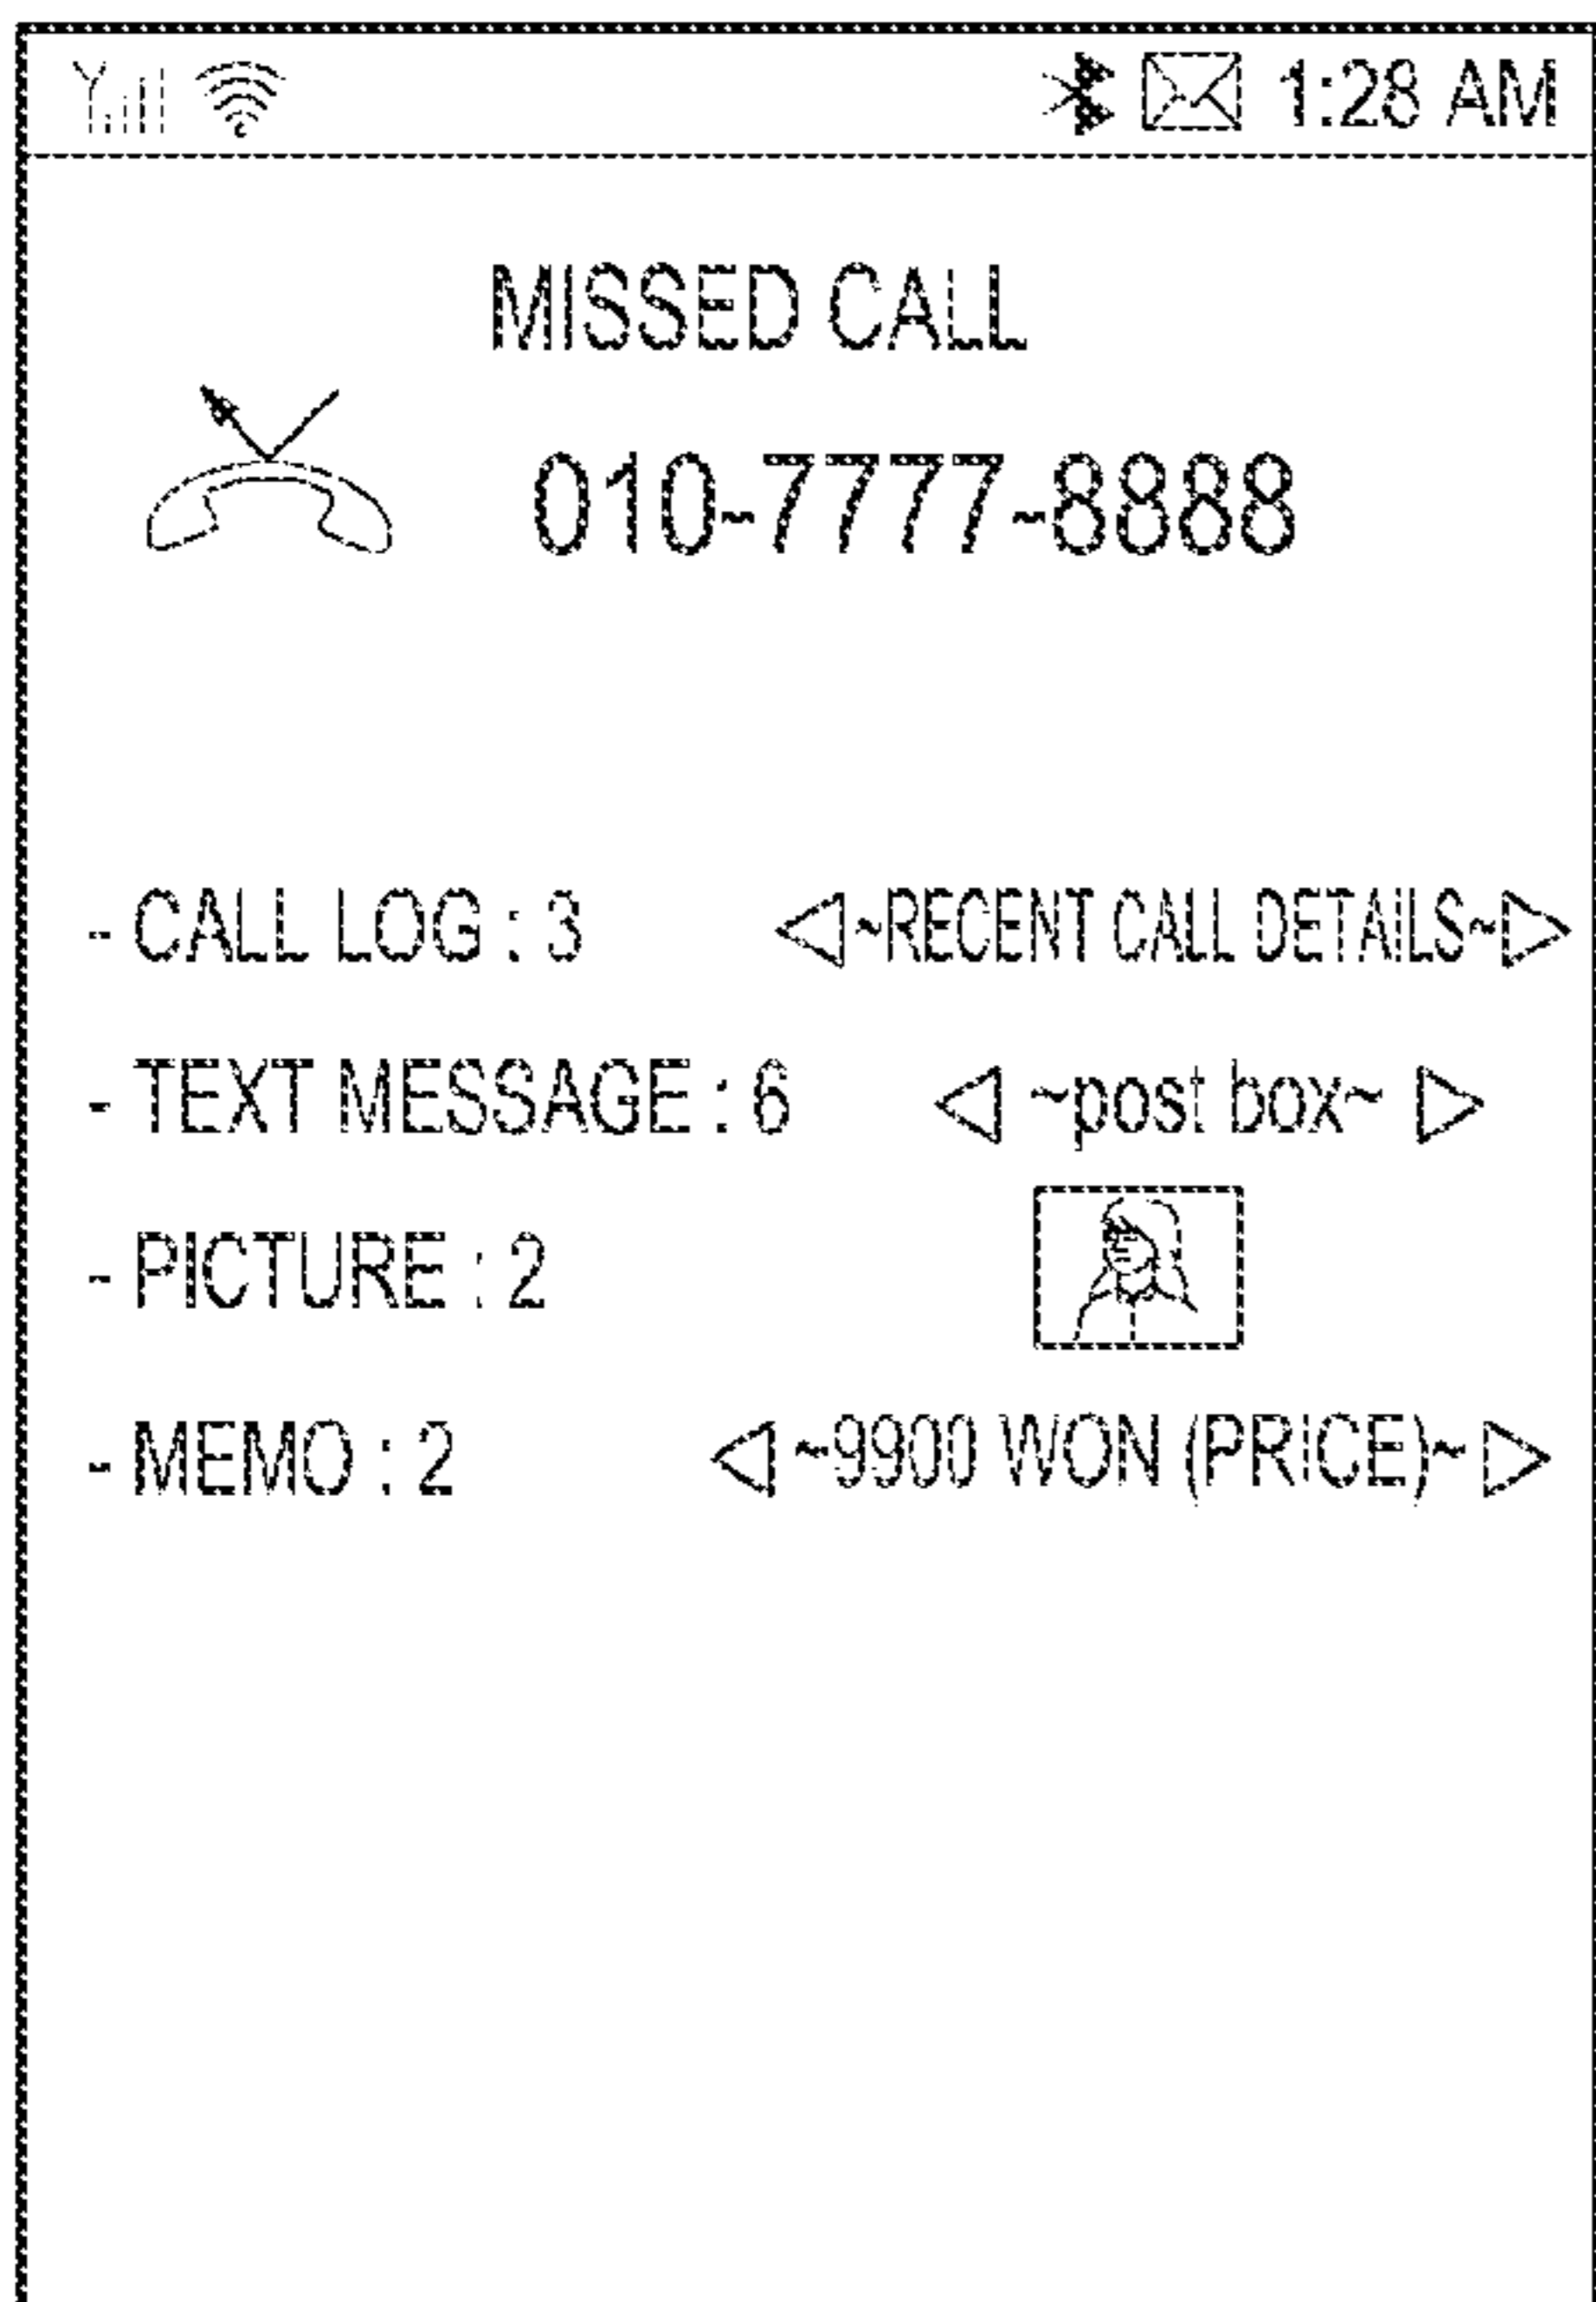 1:28 AM
MISSED CALL
010-7777-8888
- CALL LOG : 3 ◁~RECENT CALL DETAILS~▷
- TEXT MESSAGE : 6 ◁ ~post box~ ▷
- PICTURE : 2
- MEMO : 2 ◁ ~9900 WON (PRICE)~ ▷